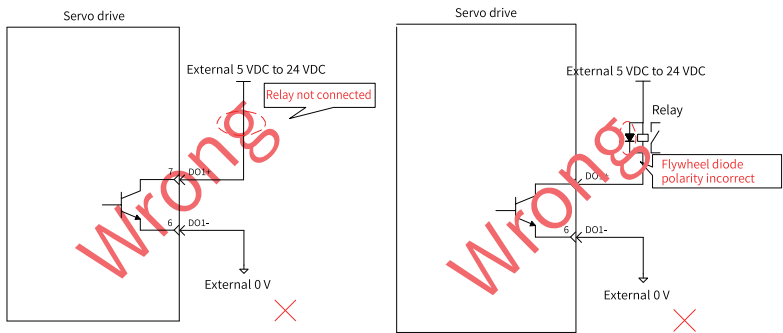 Servo drive
External 5 VDC to 24 VDC
Relay not connected
7
DO1+
6
DO1-
External 0 V
Wrong
Servo drive
External 5 VDC to 24 VDC
Relay
Flywheel diode
polarity incorrect
DO1+
6
DO1-
External 0 V
Wrong